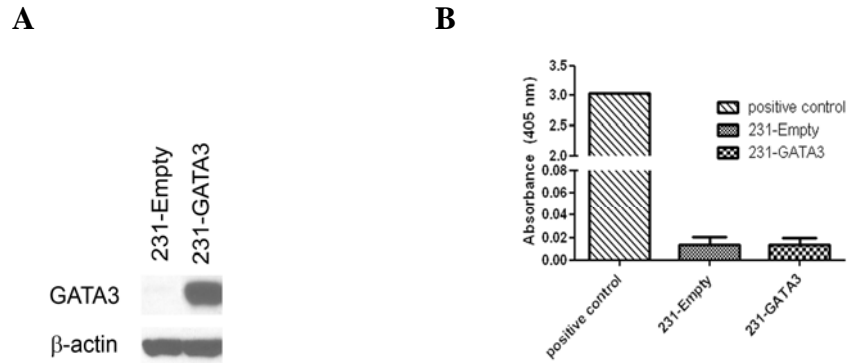 A
B
231-Empty
231-GATA3
GATA3
β-actin
Absorbance (405 nm)
3.5
3.0
2.5
2.0
0.08
0.06
0.04
0.02
0.00
positive control
231-Empty
231-GATA3
positive control
231-Empty
231-GATA3